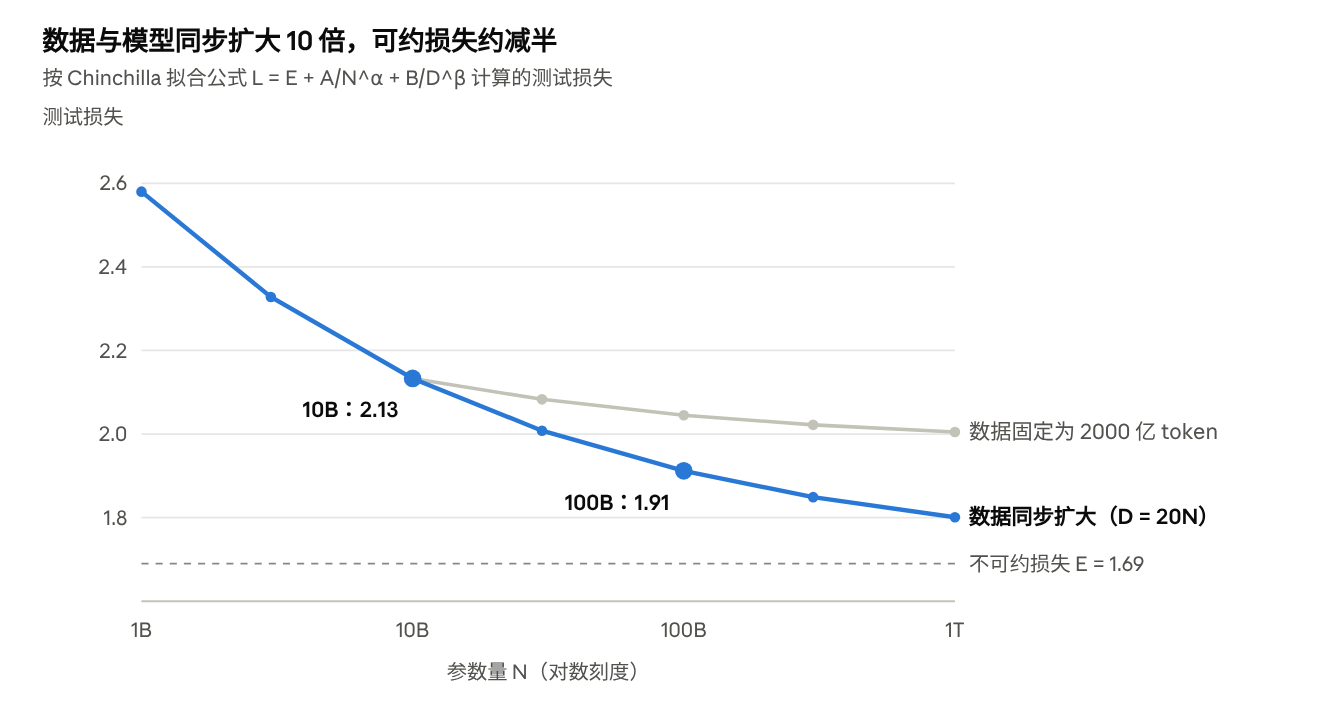 数据与模型同步扩大 10 倍，可约损失约减半
按 Chinchilla 拟合公式 L = E + A/N^α + B/D^β 计算的测试损失
测试损失
2.6
2.4
2.2
10B：2.13
2.0
数据固定为 2000 亿 token
100B：1.91
1.8
数据同步扩大（D = 20N）
不可约损失 E = 1.69
1B
10B
100B
1T
参数量 N（对数刻度）